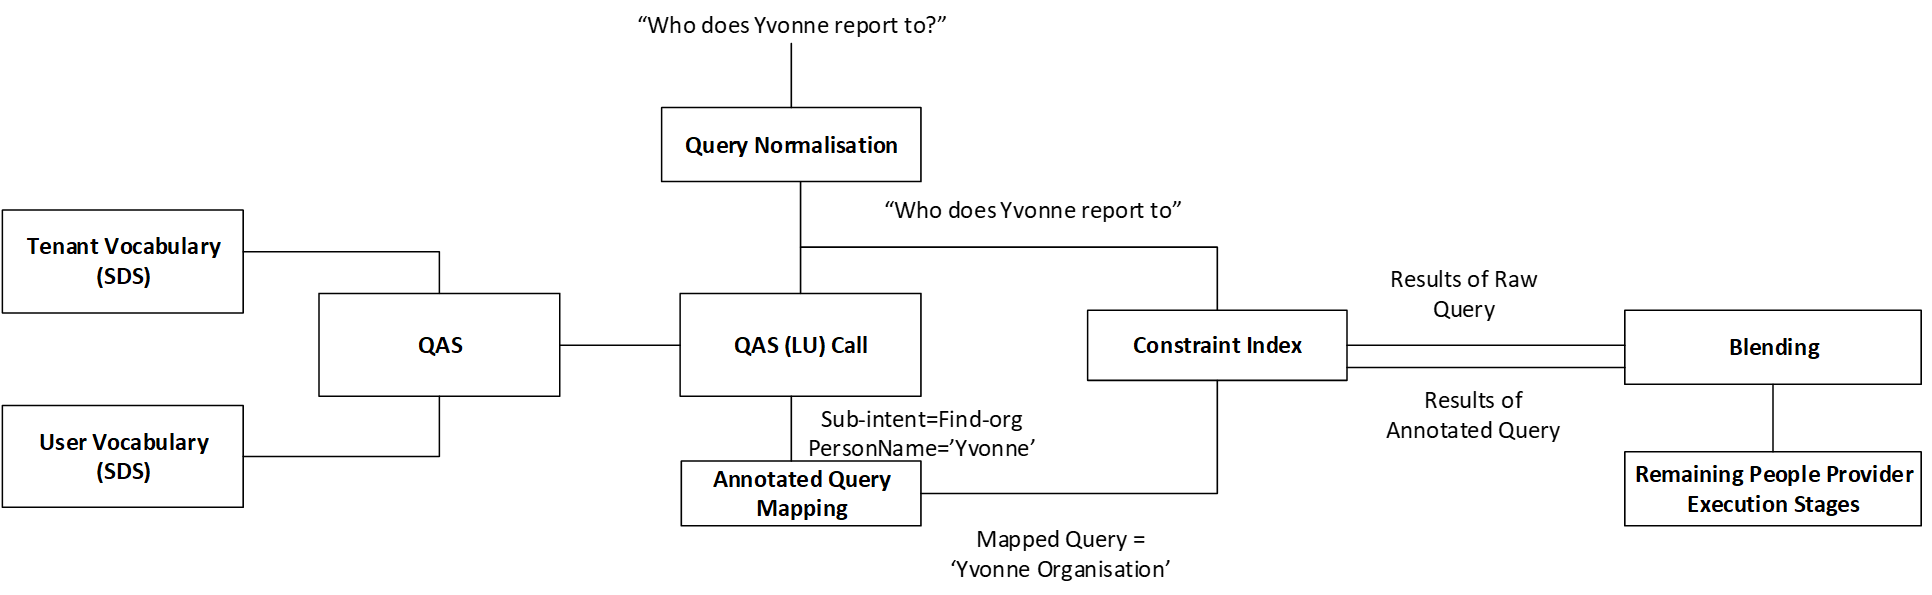 “Who does Yvonne report to?”
Query Normalisation
“Who does Yvonne report to”
Tenant Vocabulary
(SDS)
QAS
QAS (LU) Call
Constraint Index
Results of Raw
Query
Blending
Results of
Annotated Query
User Vocabulary
(SDS)
Sub-intent=Find-org
PersonName=’Yvonne’
Annotated Query
Mapping
Mapped Query =
‘Yvonne Organisation’
Remaining People Provider
Execution Stages